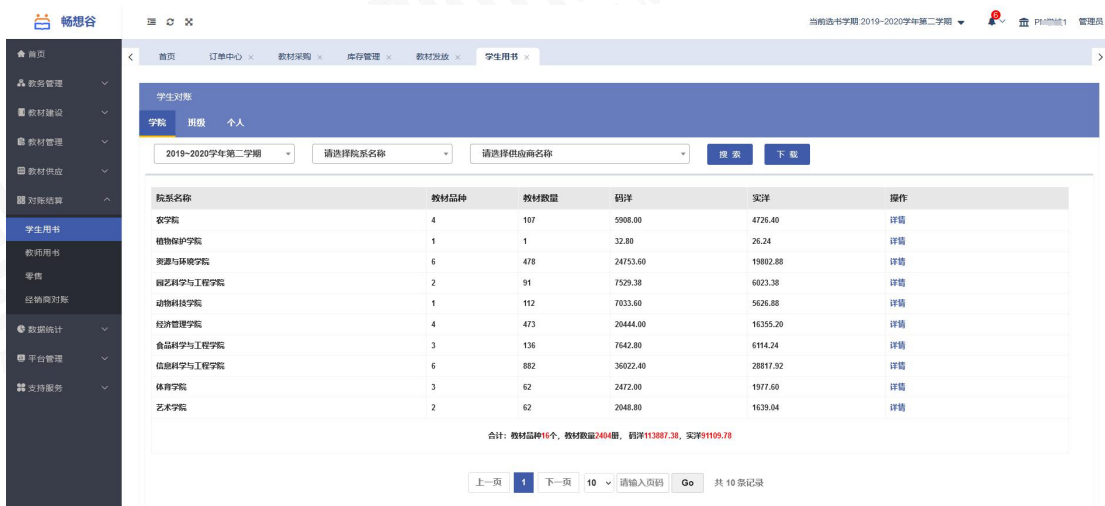 畅想谷
当前选书学期:2019~2020学年第二学期
6
管理员
首页
教务管理
教材建设
教材管理
教材供应
对账结算
学生用书
教师用书
零售
经销商对账
数据统计
平台管理
支持服务
首页 订单中心 × 教材采购 × 库存管理 × 教材发放 × 学生用书 ×
学生对账
学院 班级 个人
2019~2020学年第二学期 请选择院系名称 请选择供应商名称 搜 索 下 载
院系名称 教材品种 教材数量 码洋 实洋 操作
农学院 4 107 5908.00 4726.40 详情
植物保护学院 1 1 32.80 26.24 详情
资源与环境学院 6 478 24753.60 19802.88 详情
园艺科学与工程学院 2 91 7529.38 6023.38 详情
动物科技学院 1 112 7033.60 5626.88 详情
经济管理学院 4 473 20444.00 16355.20 详情
食品科学与工程学院 3 136 7642.80 6114.24 详情
信息科学与工程学院 6 882 36022.40 28817.92 详情
体育学院 3 62 2472.00 1977.60 详情
艺术学院 2 62 2048.80 1639.04 详情
合计：教材品种16个，教材数量2404册， 码洋113887.38，实洋91109.78
上一页 1 下一页 10 请输入页码 Go 共 10 条记录